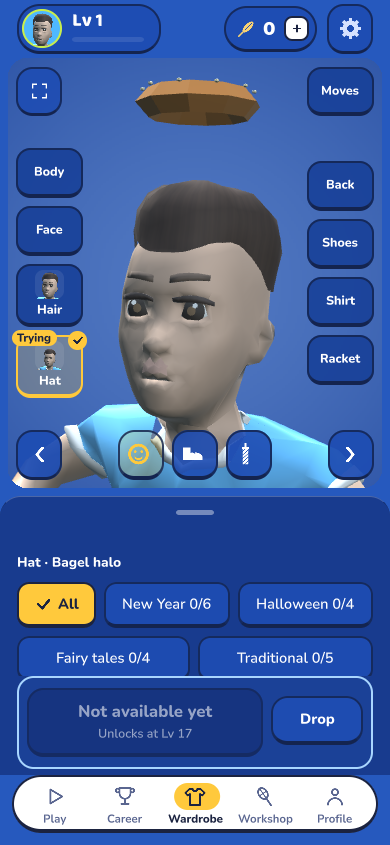 Lv 1
0
Moves
Body
Back
Face
Shoes
Hair
Shirt
Trying
Hat
Racket
Hat · Bagel halo
All
New Year 0/6
Halloween 0/4
Fairy tales 0/4
Traditional 0/5
Not available yet
Unlocks at Lv 17
Drop
Play
Career
Wardrobe
Workshop
Profile